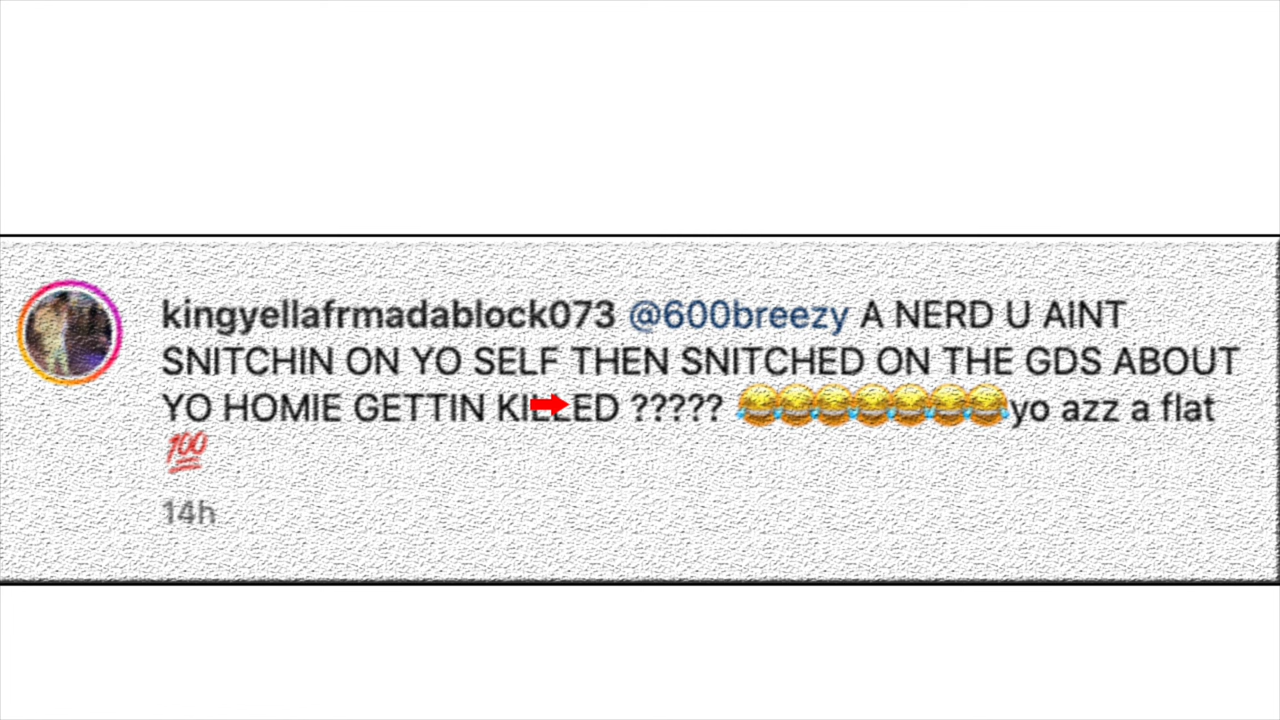 kingyellafrmadablock073 @600breezy A NERD U AINT
SNITCHIN ON YO SELF THEN SNITCHED ON THE GDS ABOUT
YO HOMIE GETTIN KILLED ????? 😂😂😂😂😂😂😂yo azz a flat
💯
14h